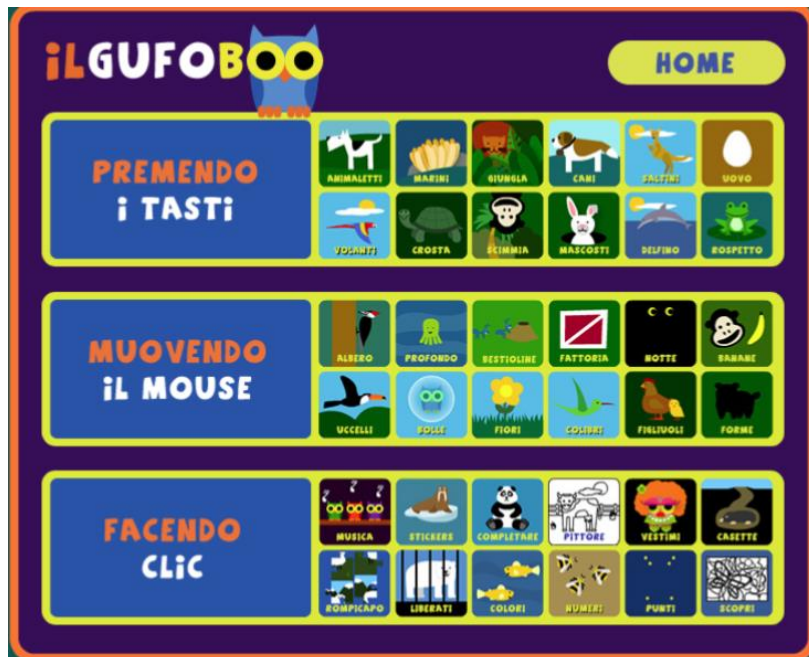 iLGUFOBOO
HOME
PREMENDO
i TASTi
ANIMALETTI MARINI GIUNGLA CANI SALTINI UOVO
VOLANTI CROSTA SCIMMIA MASCOSTI DELFINO ROSPETTO
MUOVENDO
iL MOUSE
ALBERO PROFONDO BESTIOLINE FATTORIA NOTTE BANANE
UCCELLI BOLLE FIORI COLIBRI FIGLIUOLI FORME
FACENDO
CLiC
MUSICA STICKERS COMPLETARE PITTORE VESTIMI CASETTE
ROMPICAPO LIBERATI COLORI NUMERI PUNTI SCOPRI